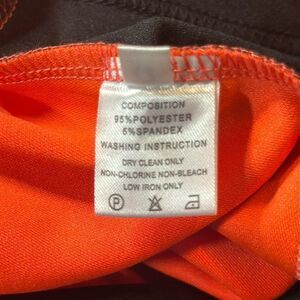 COMPOSITION
95%POLYESTER
5%SPANDEX
WASHING INSTRUCTION
DRY CLEAN ONLY
NON-CHLORINE NON-BLEACH
LOW IRON ONLY
P